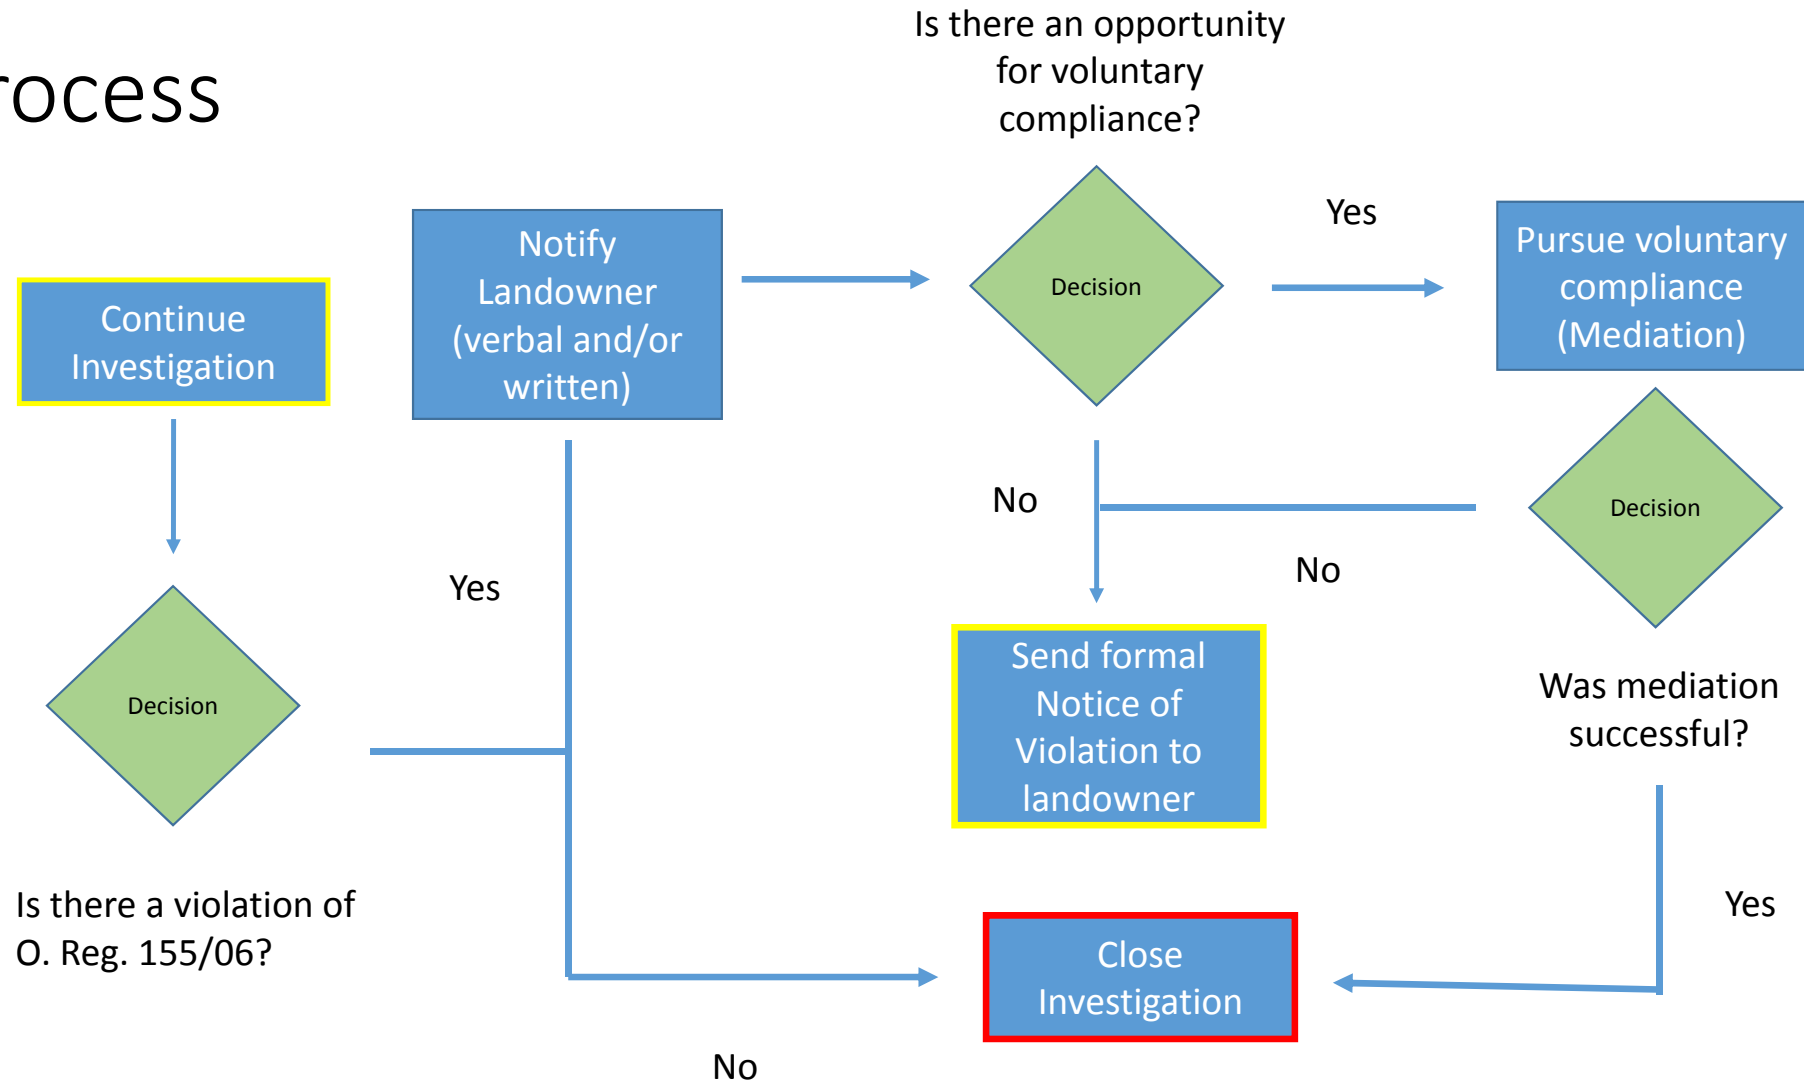 rocess
Is there an opportunity
for voluntary
compliance?
Continue
Investigation
Notify
Landowner
(verbal and/or
written)
Decision
Yes
Pursue voluntary
compliance
(Mediation)
Decision
Is there a violation of
O. Reg. 155/06?
Yes
No
No
Decision
Was mediation
successful?
Send formal
Notice of
Violation to
landowner
Yes
Close
Investigation
No